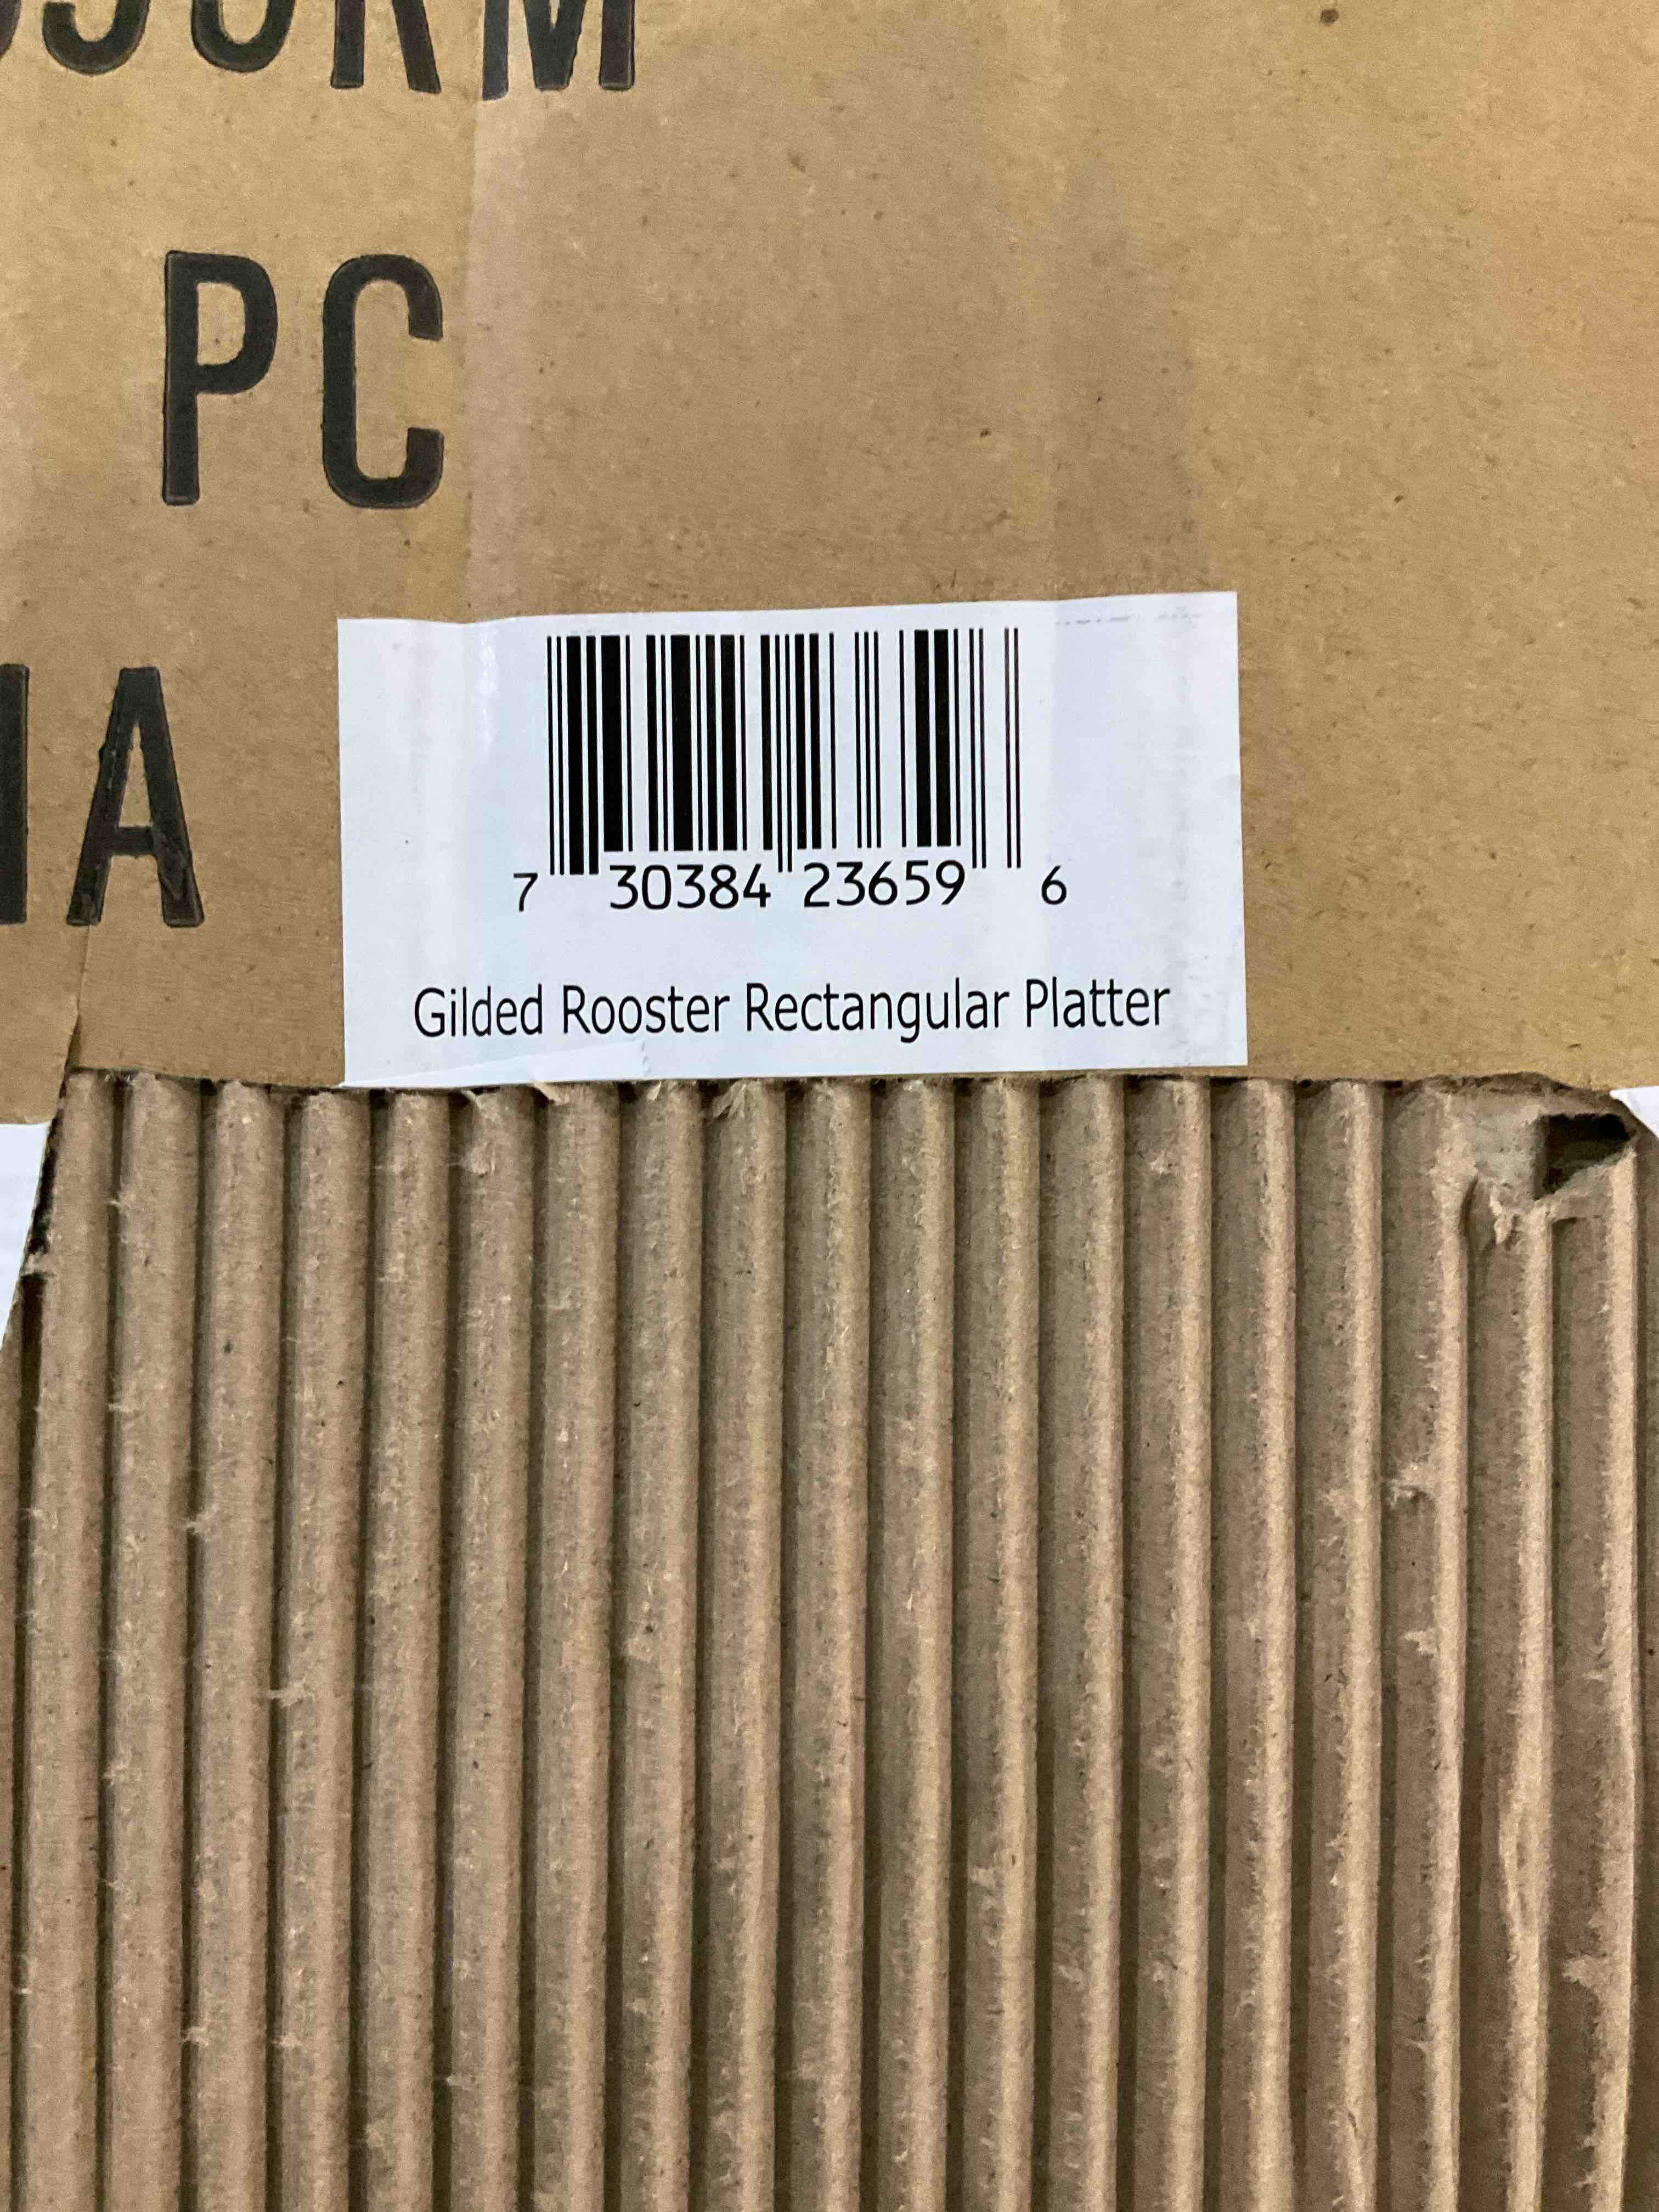 PC
7 30384 23659 6
Gilded Rooster Rectangular Platter